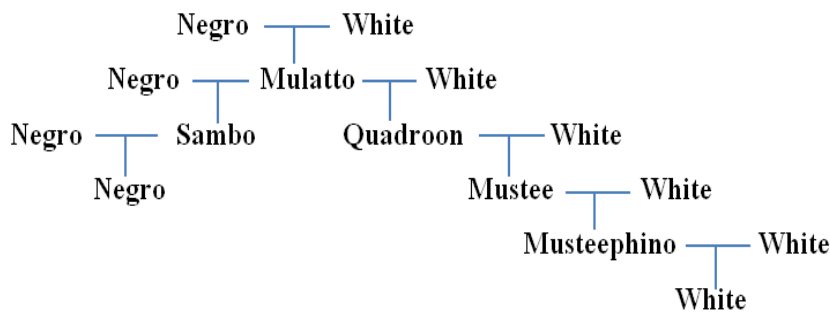 Negro White
Negro Mulatto White
Negro Sambo Quadroon White
Negro Mustee White
Musteephino White
White